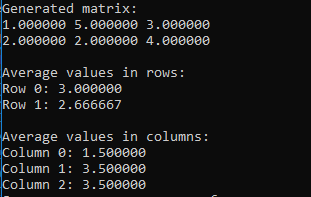 Generated matrix:
1.000000 5.000000 3.000000
2.000000 2.000000 4.000000
Average values in rows:
Row 0: 3.000000
Row 1: 2.666667
Average values in columns:
Column 0: 1.500000
Column 1: 3.500000
Column 2: 3.500000